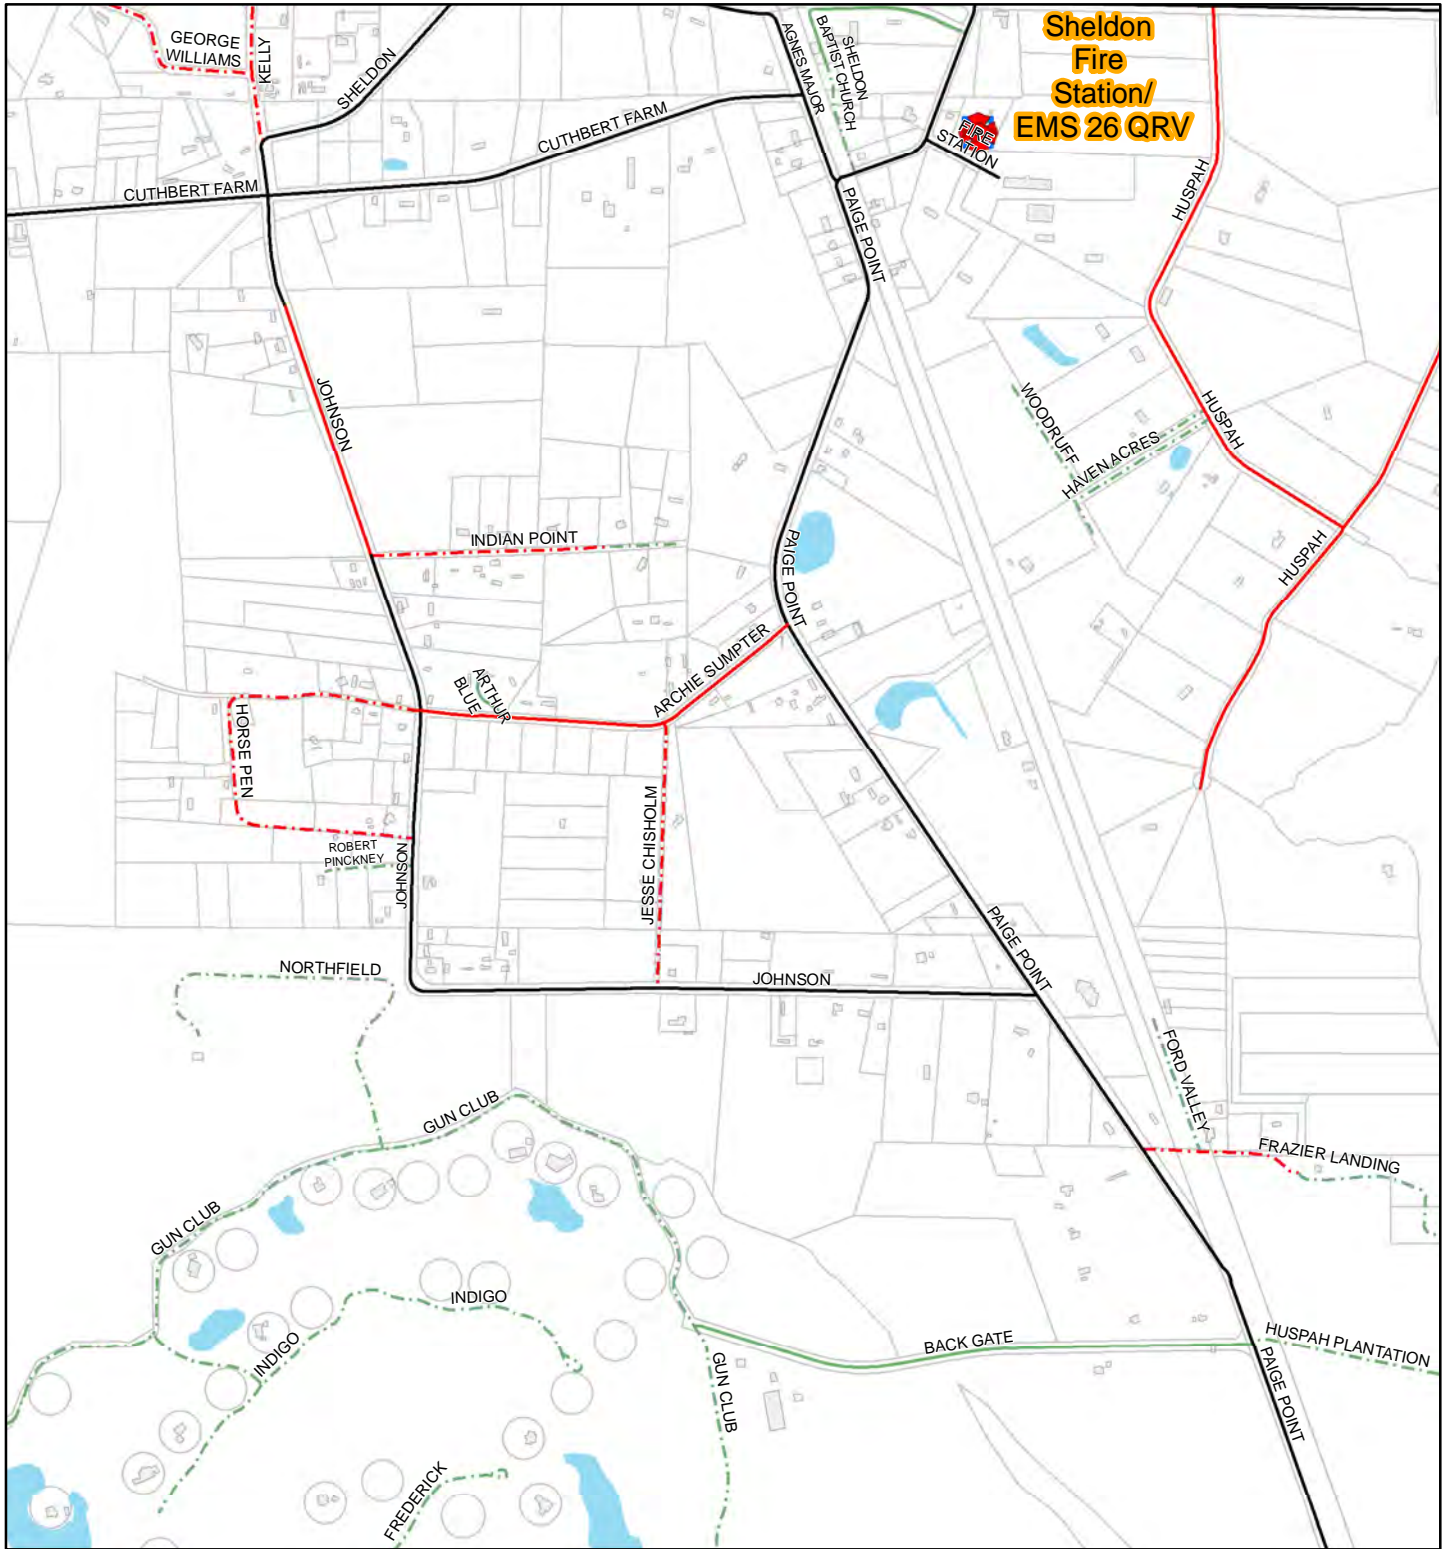 Sheldon
Fire
Station/
EMS 26 QRV
GEORGE
WILLIAMS
KELLY
SHELDON
AGNES MAJOR
SHELDON
BAPTIST CHURCH
CUTHBERT FARM
FIRE
STATION
CUTHBERT FARM
PAIGE POINT
HUSPAH
JOHNSON
WOODRUFF
HUSPAH
HAVEN ACRES
INDIAN POINT
PAIGE POINT
HUSPAH
ARCHIE SUMPTER
ARTHUR
BLUE
HORSE PEN
JESSE CHISHOLM
ROBERT
PINCKNEY
JOHNSON
PAIGE POINT
NORTHFIELD
JOHNSON
FORD VALLEY
GUN CLUB
FRAZIER LANDING
GUN CLUB
INDIGO
INDIGO
BACK GATE
HUSPAH PLANTATION
GUN CLUB
PAIGE POINT
FREDERICK